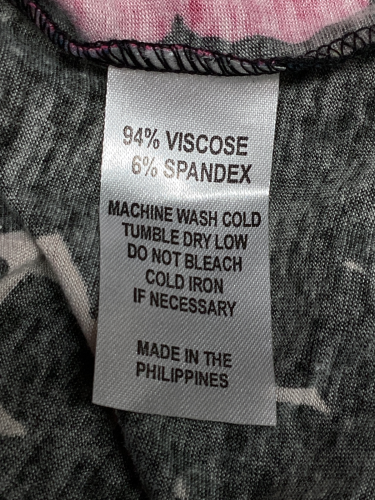 94% VISCOSE
6% SPANDEX
MACHINE WASH COLD
TUMBLE DRY LOW
DO NOT BLEACH
COLD IRON
IF NECESSARY
MADE IN THE
PHILIPPINES